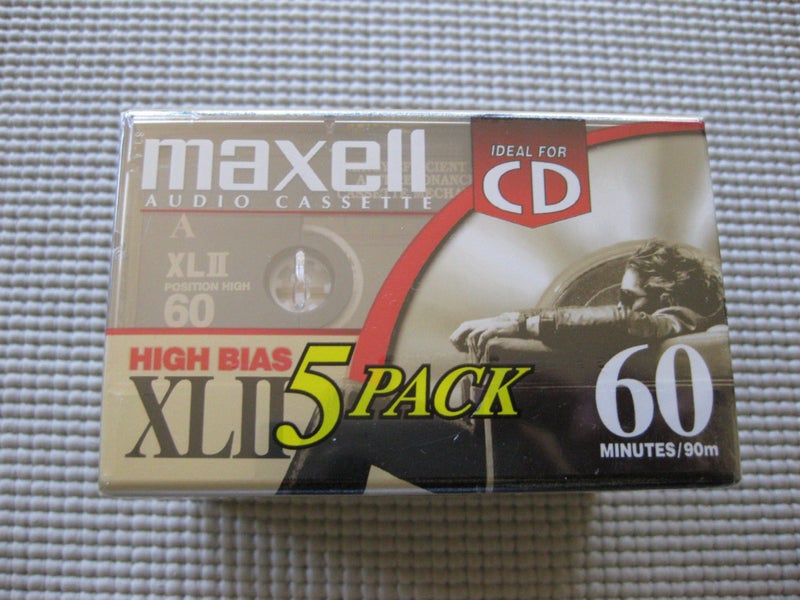 maxell
AUDIO CASSETTE
IDEAL FOR
CD
A
XLII
POSITION HIGH
60
HIGH BIAS
XLII
5 PACK
60
MINUTES/90m